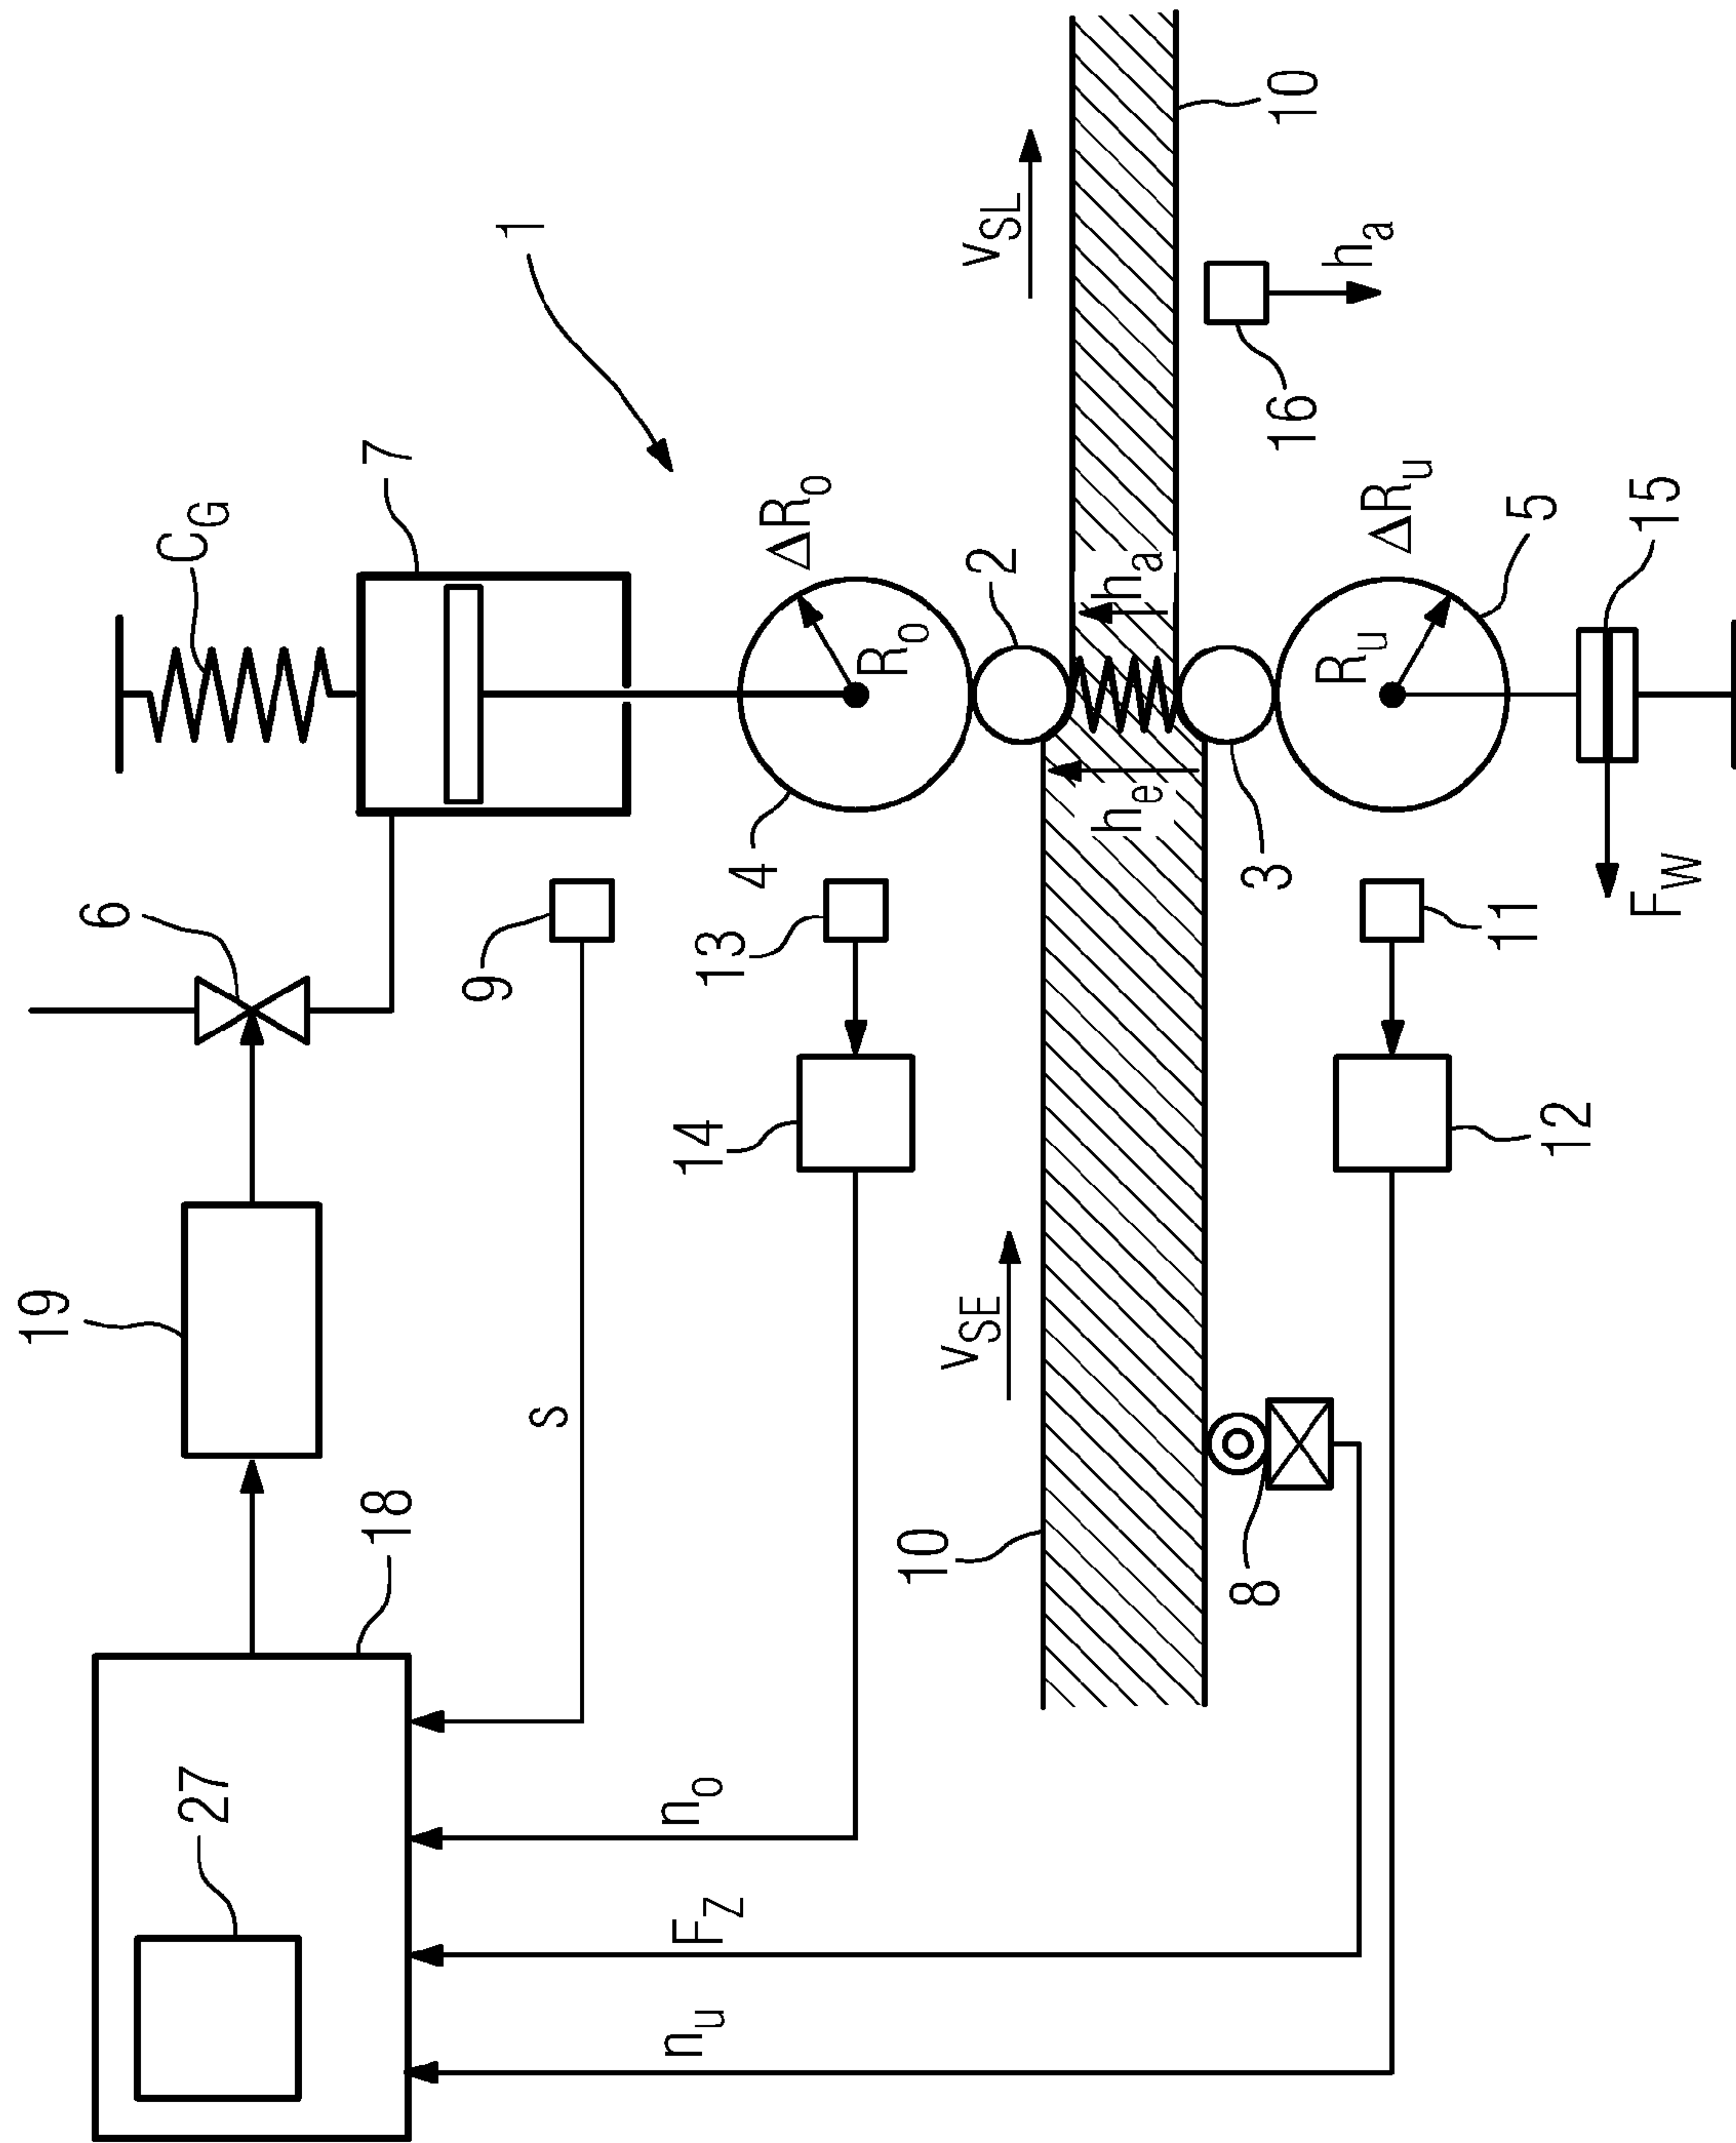 1
C_G
7
6
19
18
27
9
S
ΔR_o
R_o
4
2
13
14
n_o
V_SL
V_SE
10
10
h_a
h_e
3
16
h_a
8
F_Z
ΔR_u
R_u
5
11
12
n_u
15
F_W